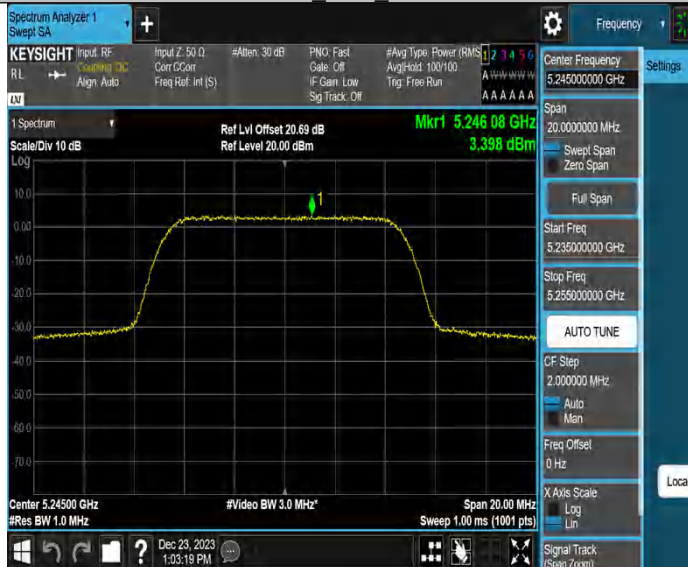 Spectrum Analyzer 1
Swept SA
+
Frequency
KEYSIGHT
RL
Input: RF
Coupling: DC
Align: Auto
Input Z: 50 Ω
Corr CCorr
Freq Ref: Int (S)
#Atten: 30 dB
PNO: Fast
Gate: Off
IF Gain: Low
Sig Track: Off
#Avg Type: Power (RMS
Avg|Hold: 100/100
Trig: Free Run
1 2 3 4 5 6
A W W W W W
A A A A A A
LXI
1 Spectrum
Scale/Div 10 dB
Log
Ref Lvl Offset 20.69 dB
Ref Level 20.00 dBm
Mkr1 5.246 08 GHz
3.398 dBm
10.0
0.00
-10.0
-20.0
-30.0
-40.0
-50.0
-60.0
-70.0
1
Center 5.24500 GHz
#Res BW 1.0 MHz
#Video BW 3.0 MHz*
Span 20.00 MHz
Sweep 1.00 ms (1001 pts)
Dec 23, 2023
1:03:19 PM
?
Center Frequency
5.245000000 GHz
Settings
Span
20.0000000 MHz
Swept Span
Zero Span
Full Span
Start Freq
5.235000000 GHz
Stop Freq
5.255000000 GHz
AUTO TUNE
CF Step
2.000000 MHz
Auto
Man
Freq Offset
0 Hz
X Axis Scale
Log
Lin
Local
Signal Track
(Span Zoom)